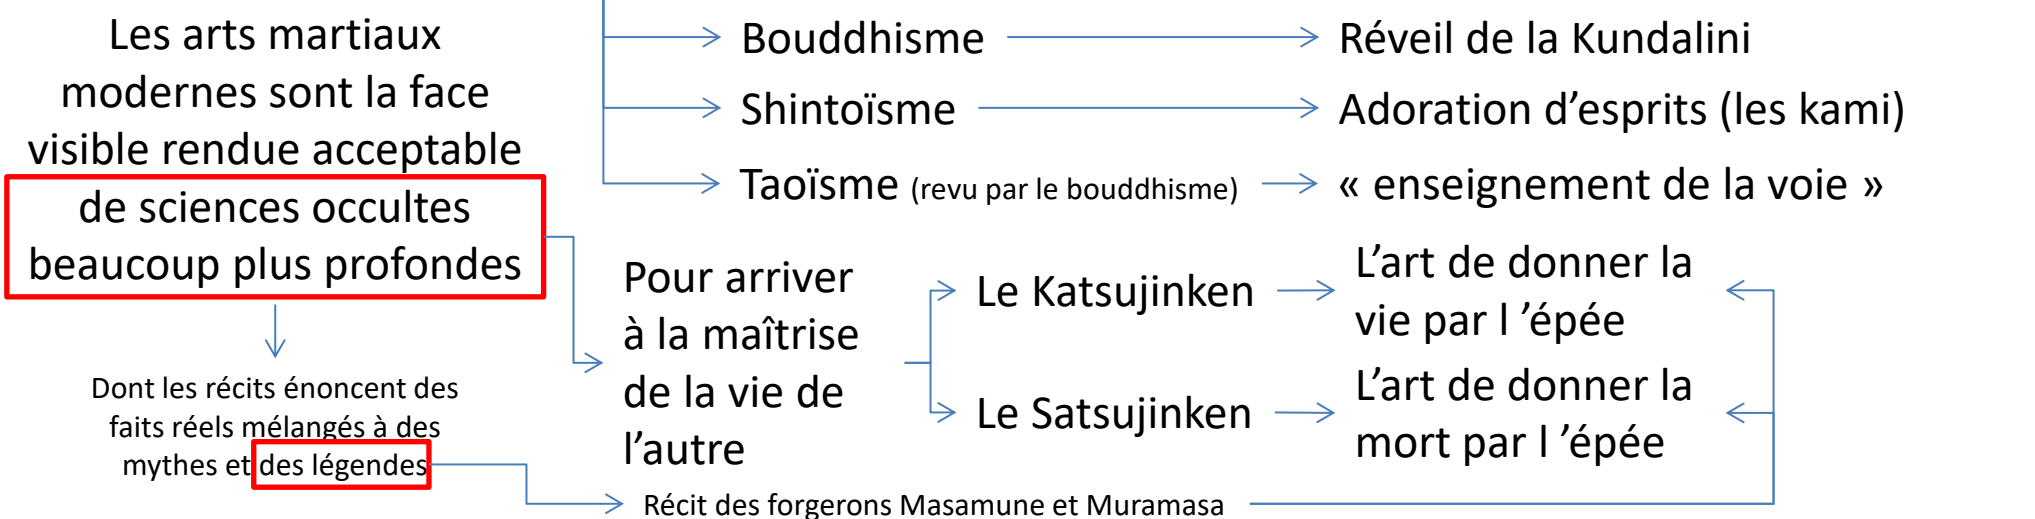 Les arts martiaux
modernes sont la face
visible rendue acceptable
de sciences occultes
beaucoup plus profondes
Dont les récits énoncent des
faits réels mélangés à des
mythes et des légendes
Bouddhisme
Réveil de la Kundalini
Shintoïsme
Adoration d'esprits (les kami)
Taoïsme (revu par le bouddhisme)
« enseignement de la voie »
Pour arriver
à la maîtrise
de la vie de
l'autre
Le Katsujinken
L'art de donner la
vie par l 'épée
Le Satsujinken
L'art de donner la
mort par l 'épée
Récit des forgerons Masamune et Muramasa